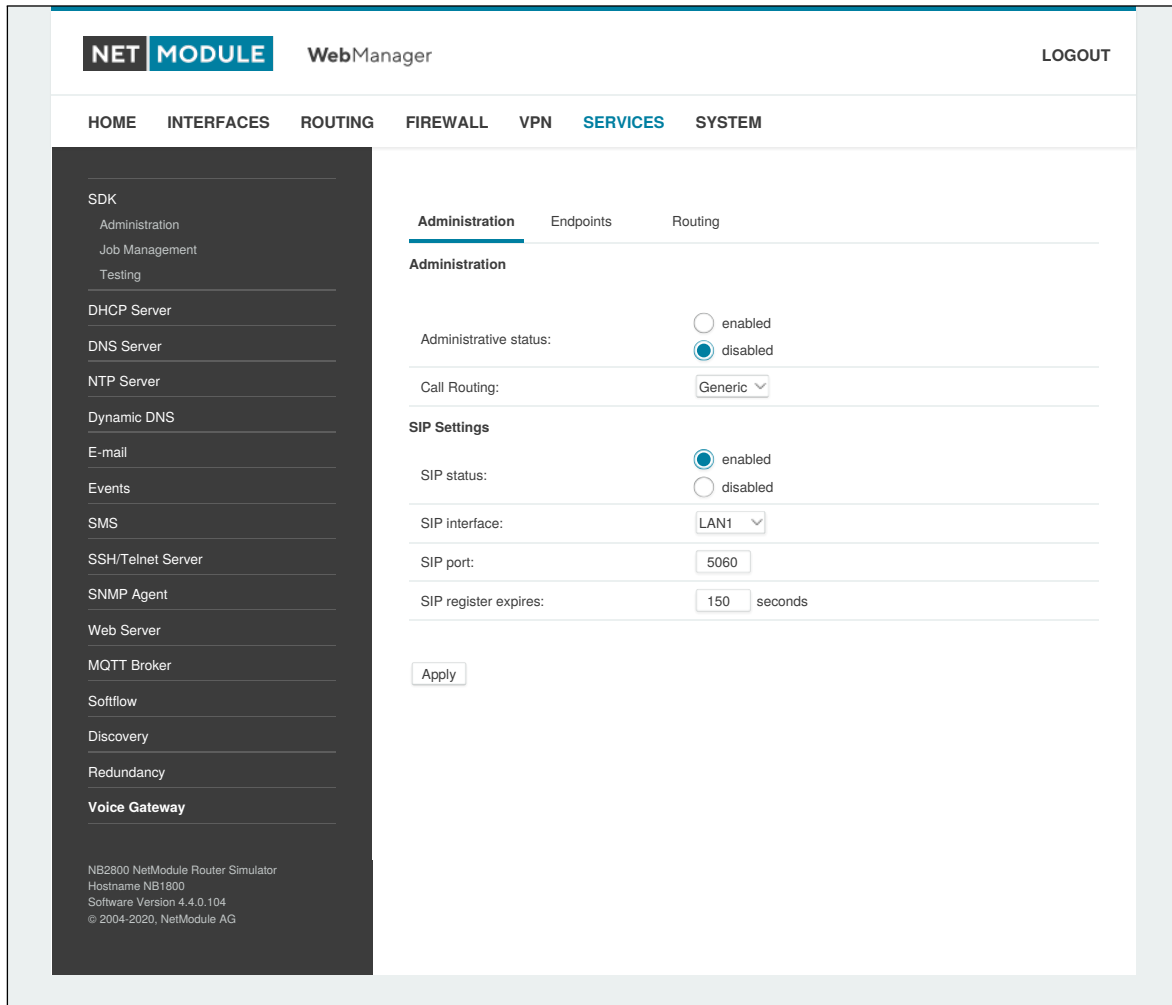 NET MODULE WebManager LOGOUT
HOME INTERFACES ROUTING FIREWALL VPN SERVICES SYSTEM
SDK
Administration
Job Management
Testing
DHCP Server
DNS Server
NTP Server
Dynamic DNS
E-mail
Events
SMS
SSH/Telnet Server
SNMP Agent
Web Server
MQTT Broker
Softflow
Discovery
Redundancy
Voice Gateway
NB2800 NetModule Router Simulator
Hostname NB1800
Software Version 4.4.0.104
© 2004-2020, NetModule AG
Administration Endpoints Routing
Administration
Administrative status:
enabled
disabled
Call Routing: Generic
SIP Settings
SIP status:
enabled
disabled
SIP interface: LAN1
SIP port: 5060
SIP register expires: 150 seconds
Apply